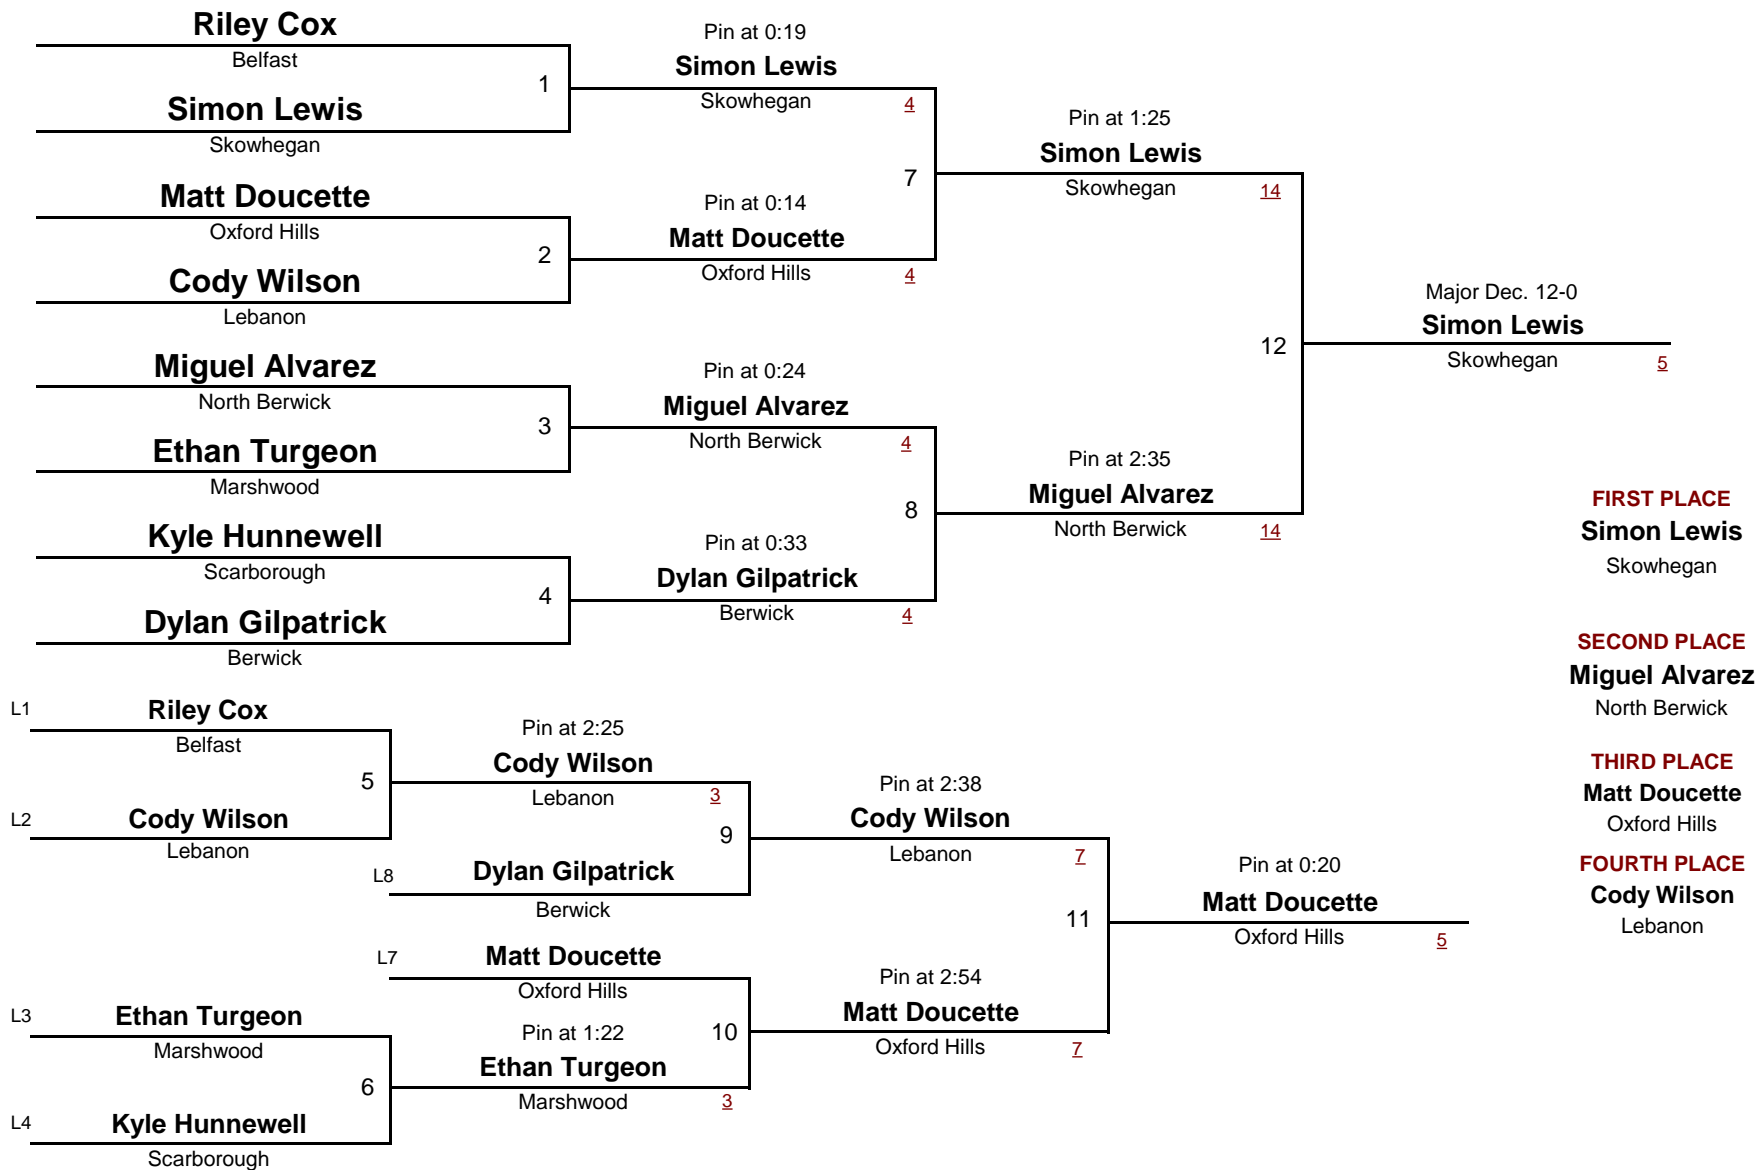 Riley Cox
Belfast
1
Simon Lewis
Skowhegan
Pin at 0:19
Simon Lewis
Skowhegan 4
Matt Doucette
Oxford Hills
2
Cody Wilson
Lebanon
Pin at 0:14
Matt Doucette
Oxford Hills 4
7
Pin at 1:25
Simon Lewis
Skowhegan 14
Miguel Alvarez
North Berwick
3
Ethan Turgeon
Marshwood
Pin at 0:24
Miguel Alvarez
North Berwick 4
Kyle Hunnewell
Scarborough
4
Dylan Gilpatrick
Berwick
Pin at 0:33
Dylan Gilpatrick
Berwick 4
8
Pin at 2:35
Miguel Alvarez
North Berwick 14
12
Major Dec. 12-0
Simon Lewis
Skowhegan 5
FIRST PLACE
Simon Lewis
Skowhegan
SECOND PLACE
Miguel Alvarez
North Berwick
THIRD PLACE
Matt Doucette
Oxford Hills
FOURTH PLACE
Cody Wilson
Lebanon
L1 Riley Cox
Belfast
5
L2 Cody Wilson
Lebanon
Pin at 2:25
Cody Wilson
Lebanon 3
9
L8 Dylan Gilpatrick
Berwick
Pin at 2:38
Cody Wilson
Lebanon 7
L7 Matt Doucette
Oxford Hills
10
L3 Ethan Turgeon
Marshwood
6
L4 Kyle Hunnewell
Scarborough
Pin at 1:22
Ethan Turgeon
Marshwood 3
Pin at 2:54
Matt Doucette
Oxford Hills 7
11
Pin at 0:20
Matt Doucette
Oxford Hills 5